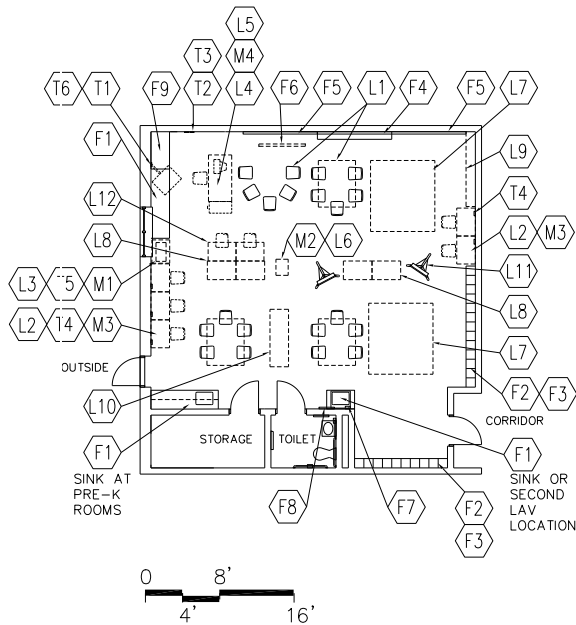 L5
T3 M4
T6 T1 F9 T2 L4 F6 F5 L1 F4 F5 L7
F1
L9
L12
T4
L8
M2 L6
L2 M3
L3 T5 M1
L11
L2 T4 M3
L8
OUTSIDE
L7
L10
F2 F3
CORRIDOR
F1
STORAGE
TOILET
F1
SINK AT
PRE-K
ROOMS
F8
F7
F2
F3
SINK OR
SECOND
LAV
LOCATION
0 8'
4' 16'